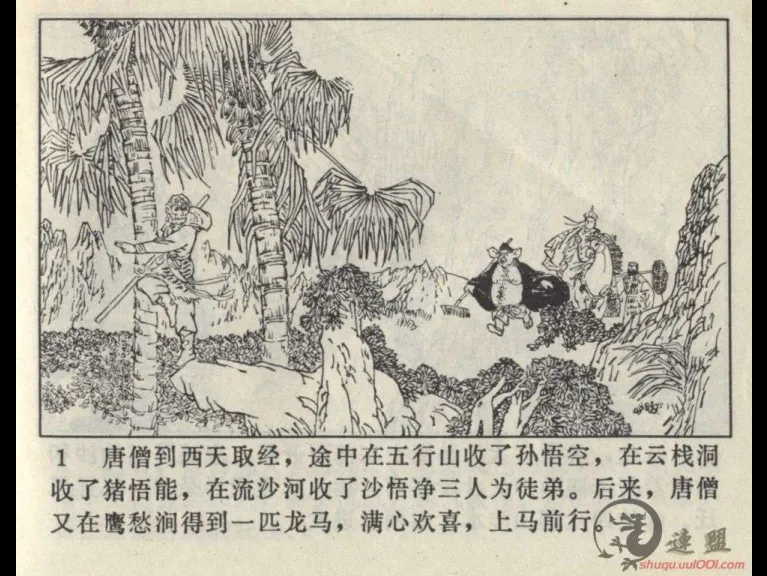 1 唐僧到西天取经，途中在五行山收了孙悟空，在云栈洞
收了猪悟能，在流沙河收了沙悟净三人为徒弟。后来，唐僧
又在鹰愁涧得到一匹龙马，满心欢喜，上马前行。
連盟
shuqu.uul001.com